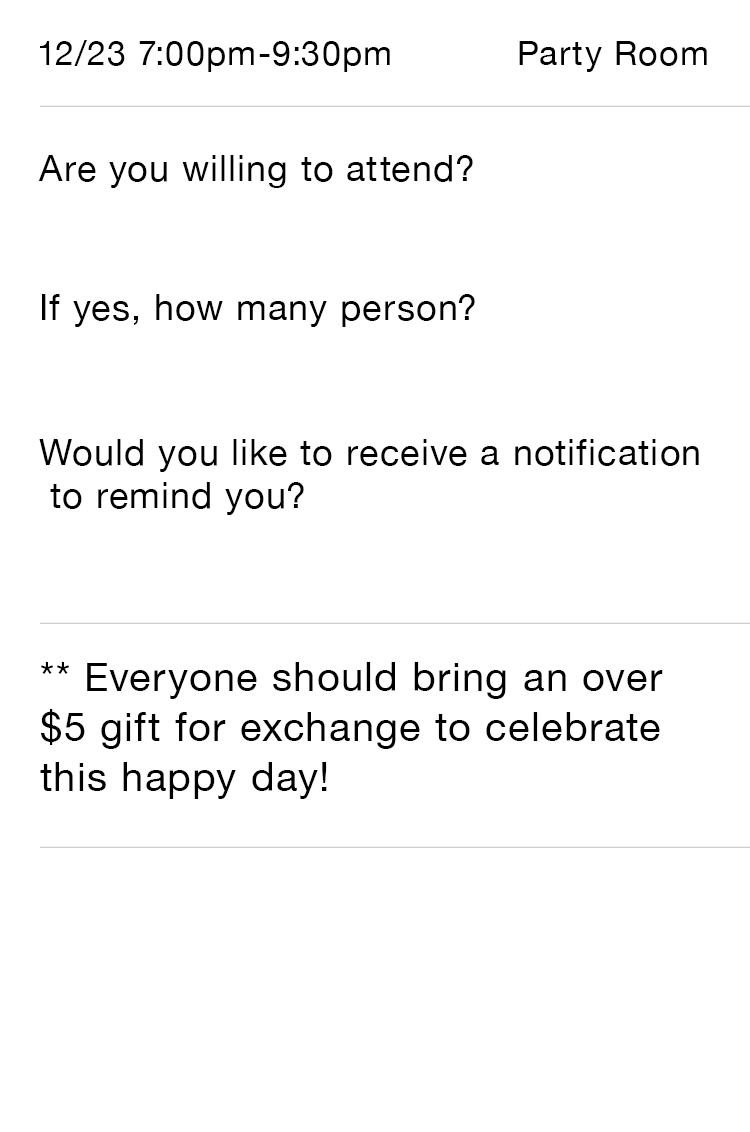 12/23 7:00pm-9:30pm Party Room
Are you willing to attend?
If yes, how many person?
Would you like to receive a notification
to remind you?
** Everyone should bring an over
$5 gift for exchange to celebrate
this happy day!